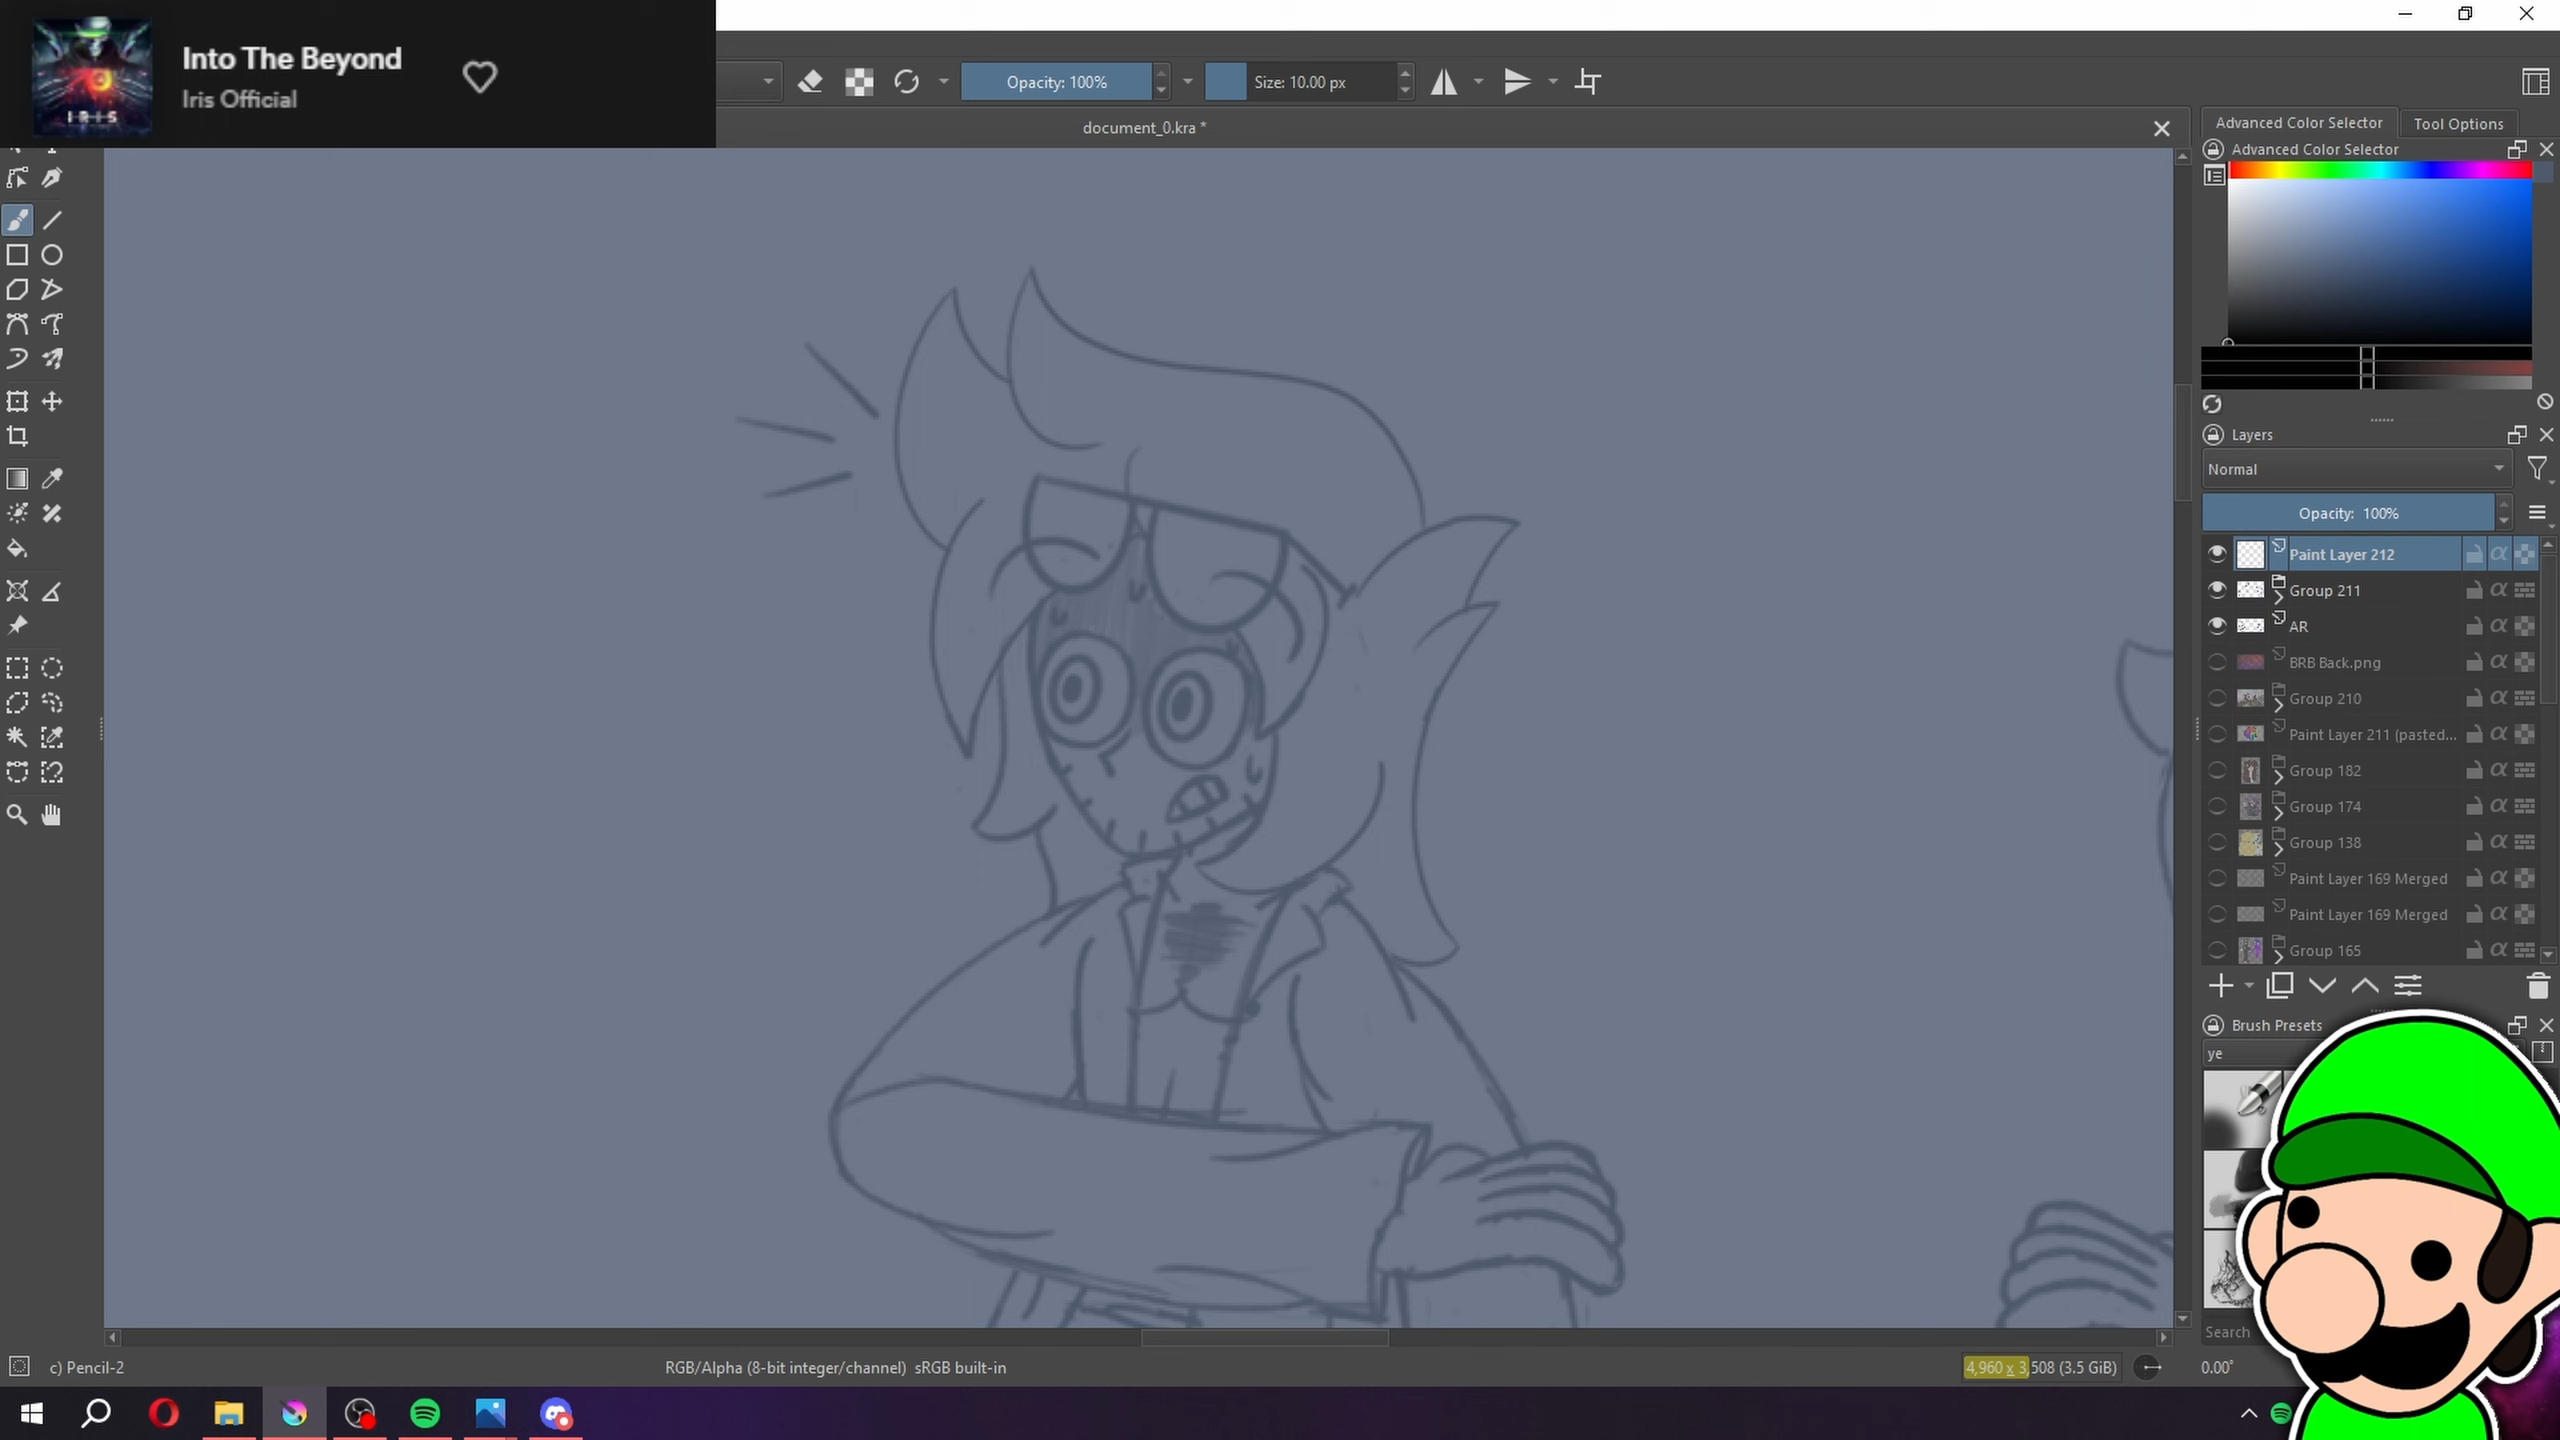 Into The Beyond
Iris Official
IRIS
Opacity: 100%
Size: 10.00 px
document_0.kra *
Advanced Color Selector
Tool Options
Advanced Color Selector
Layers
Normal
Opacity: 100%
Paint Layer 212
Group 211
AR
BRB Back.png
Group 210
Paint Layer 211 (pasted...
Group 182
Group 174
Group 138
Paint Layer 169 Merged
Paint Layer 169 Merged
Group 165
Brush Presets
ye
Search
c) Pencil-2
RGB/Alpha (8-bit integer/channel) sRGB built-in
4,960 x 3,508 (3.5 GiB)
0.00°